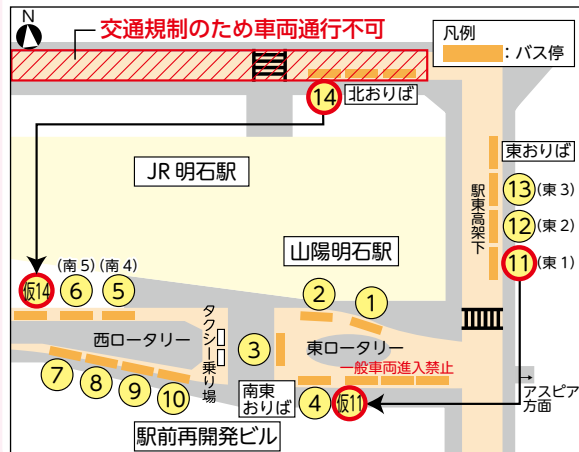 N
交通規制のため車両通行不可
凡例
：バス停
14
北おりば
東おりば
JR 明石駅
13
(東3)
駅東高架下
12
(東2)
11
(東1)
山陽明石駅
(南5)
(南4)
仮14
6
5
2
1
タクシー乗り場
西ロータリー
3
東ロータリー
一般車両進入禁止
7
8
9
10
南東
おりば
4
仮11
アスピア
方面
駅前再開発ビル